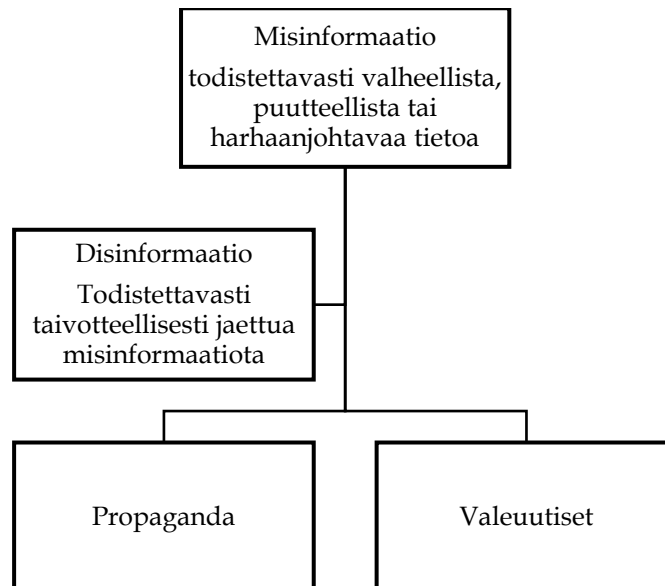 Misinformaatio
todistettavasti valheellista,
puutteellista tai
harhaanjohtavaa tietoa
Disinformaatio
Todistettavasti
taivotteellisesti jaettua
misinformaatiota
Propaganda
Valeuutiset